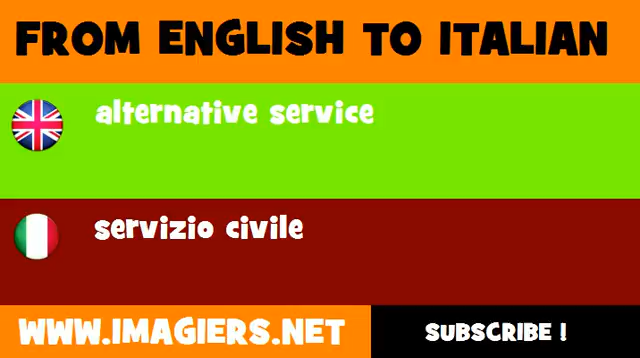 FROM ENGLISH TO ITALIAN
alternative service
servizio civile
WWW.IMAGIERS.NET
SUBSCRIBE !